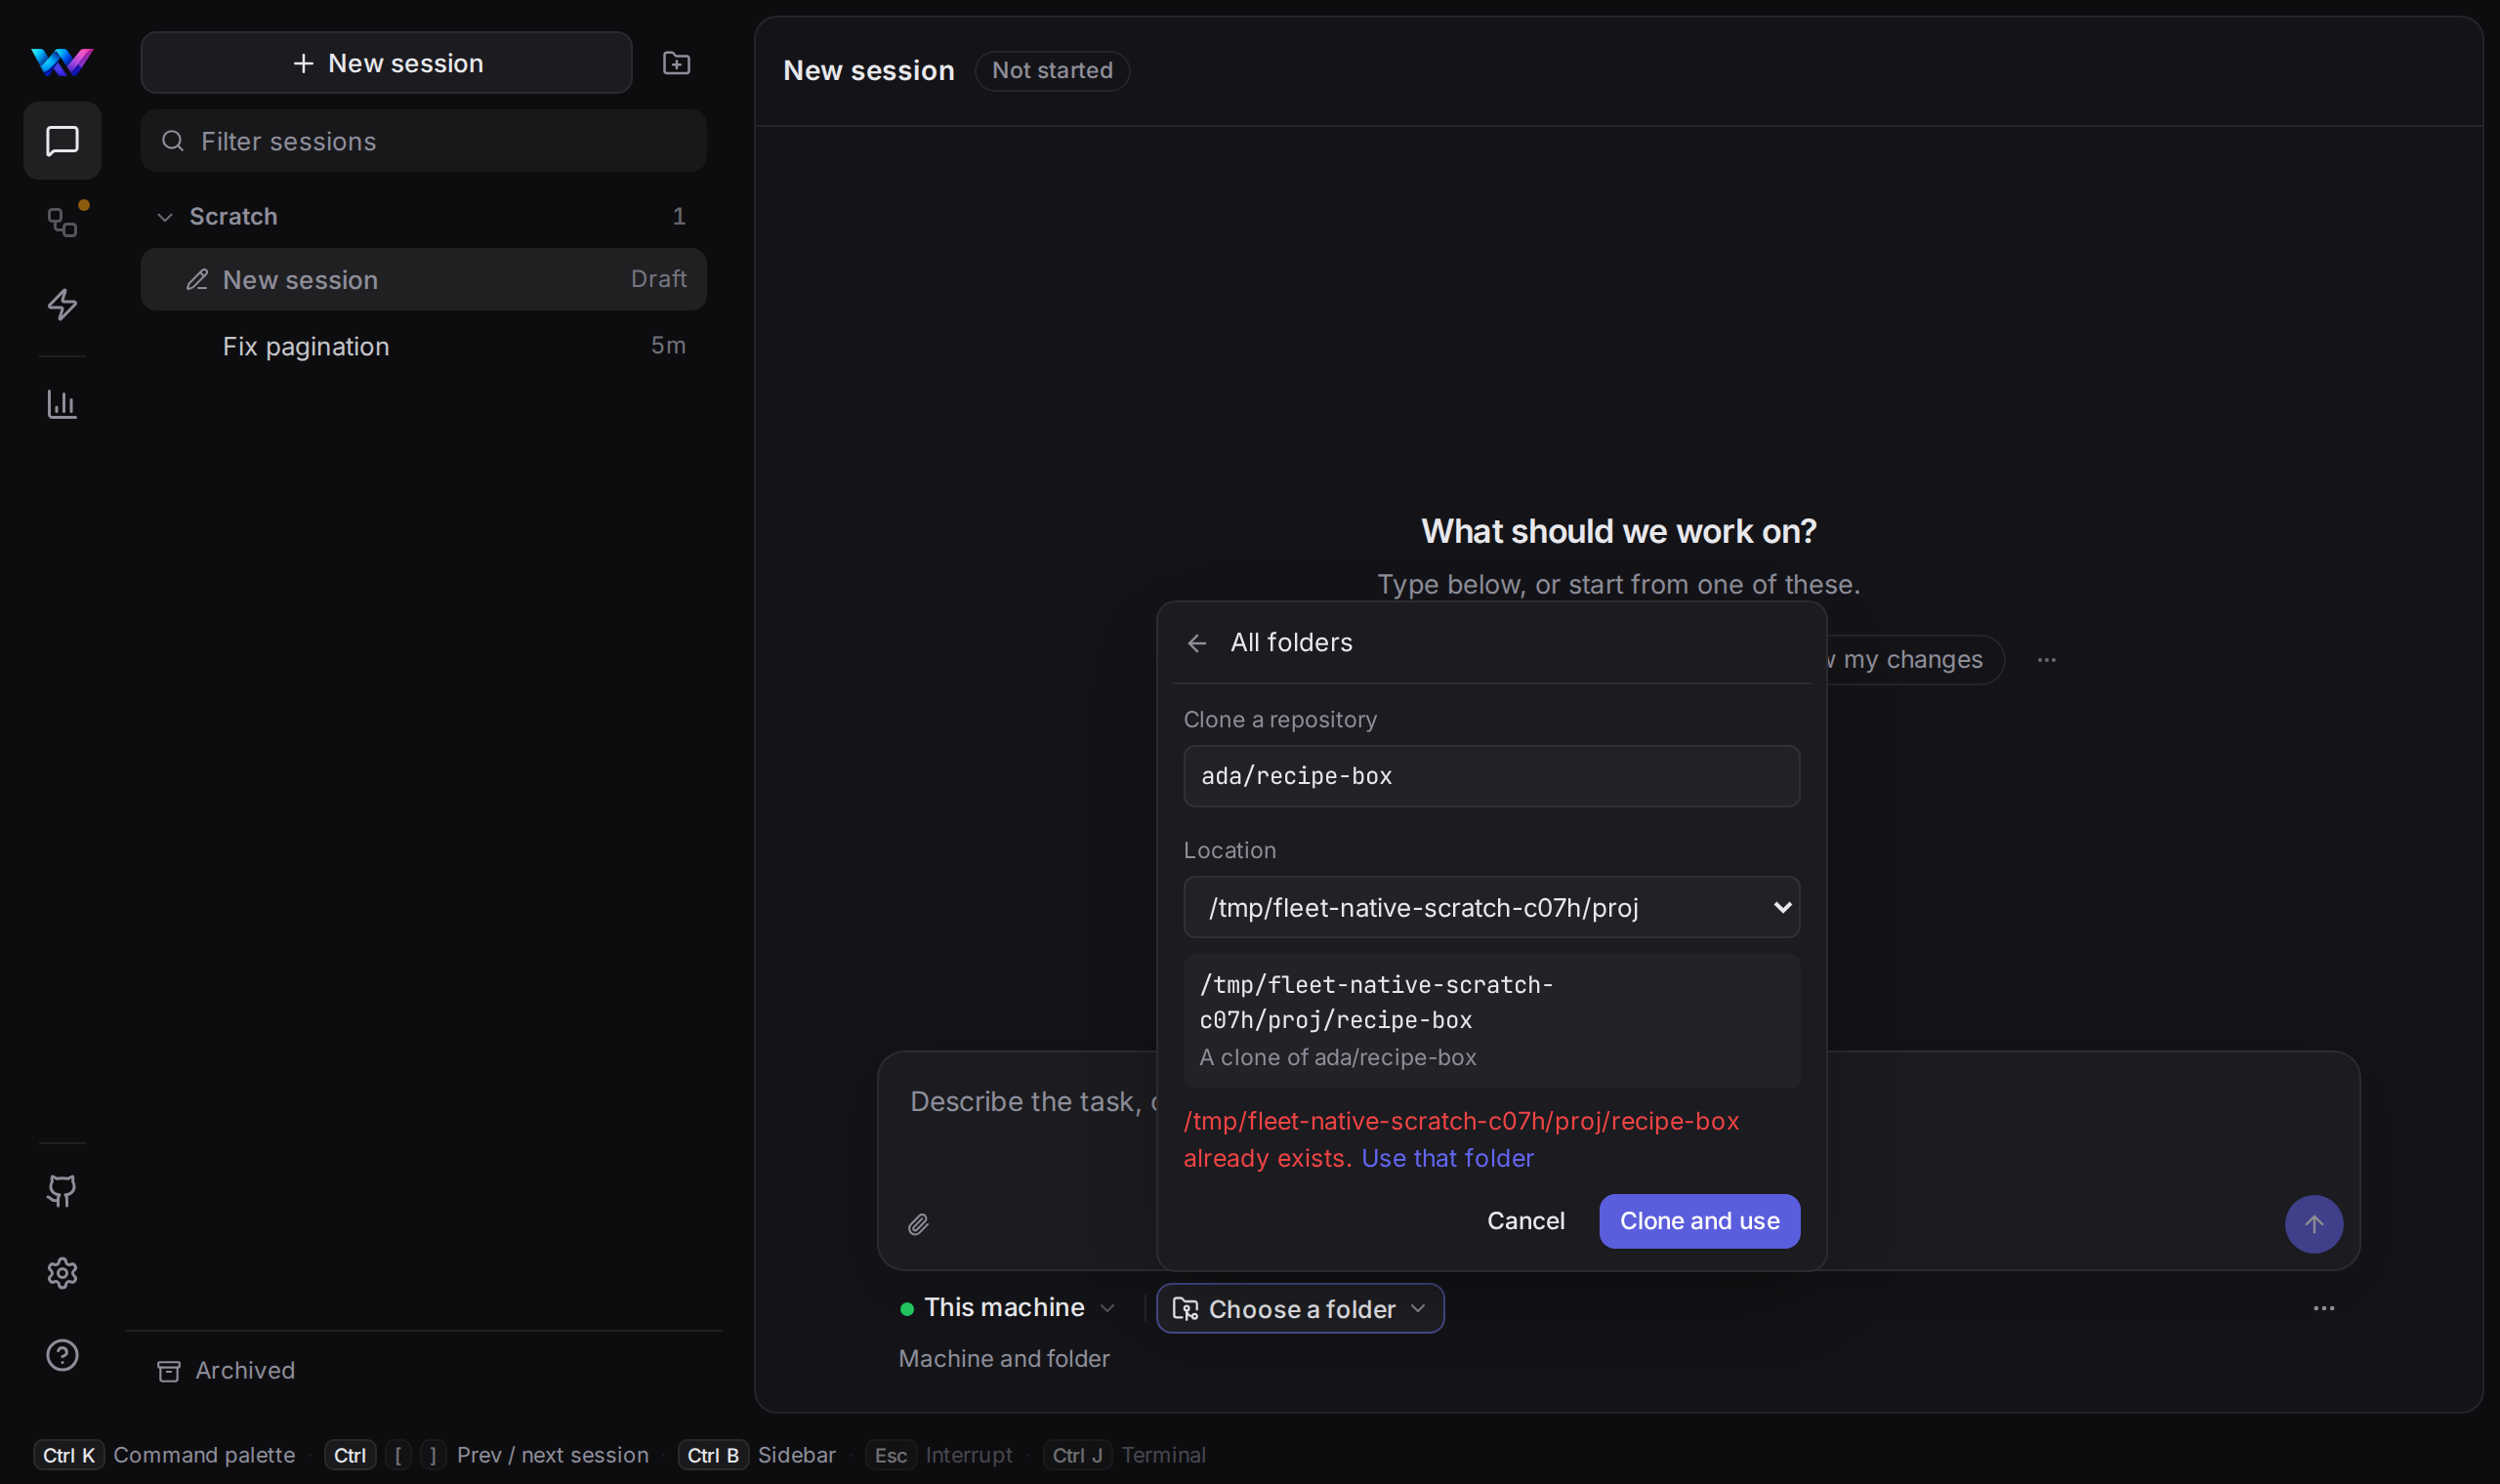 New session
Filter sessions
Scratch 1
New session Draft
Fix pagination 5m
Archived
New session Not started
What should we work on?
Type below, or start from one of these.
my changes
All folders
Clone a repository
ada/recipe-box
Location
/tmp/fleet-native-scratch-c07h/proj
/tmp/fleet-native-scratch-
c07h/proj/recipe-box
A clone of ada/recipe-box
/tmp/fleet-native-scratch-c07h/proj/recipe-box
already exists. Use that folder
Cancel Clone and use
Describe the task,
This machine Choose a folder
Machine and folder
Ctrl K Command palette · Ctrl [ ] Prev / next session · Ctrl B Sidebar · Esc Interrupt · Ctrl J Terminal